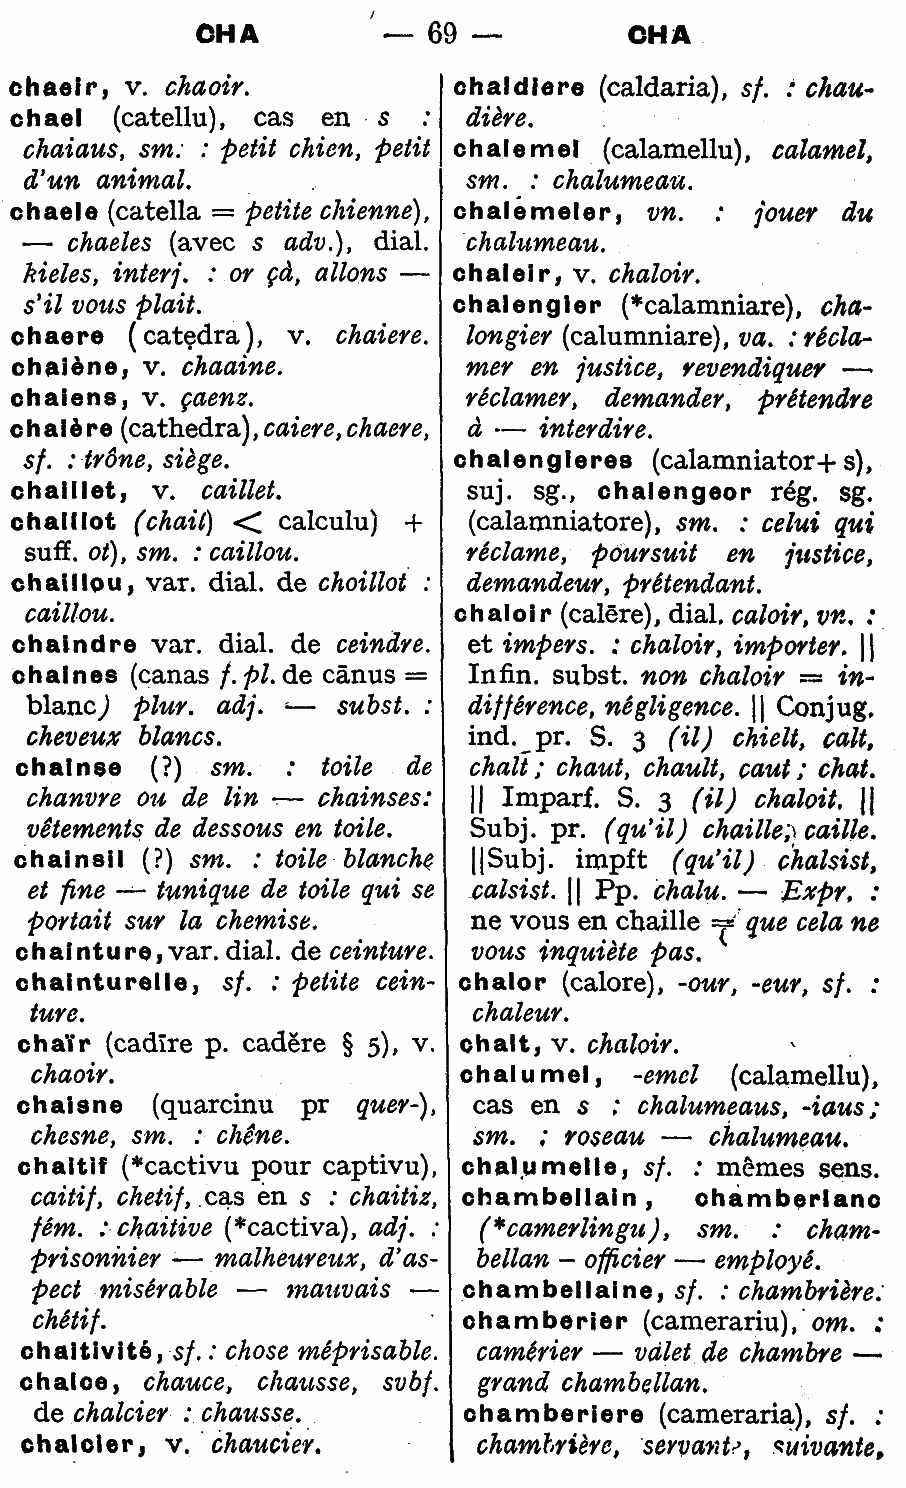 CHA — 69 — CHA
chaeir, v. chaoir.
chael (catellu), cas en s :
chaiaus, sm. : petit chien, petit
d'un animal.
chaele (catella = petite chienne),
— chaeles (avec s adv.), dial.
kieles, interj. : or çà, allons —
s'il vous plait.
chaere (catẹdra), v. chaiere.
chaiène, v. chaaine.
chaiens, v. çaenz.
chaière (cathedra), caiere, chaere,
sf. : trône, siège.
chaillet, v. caillet.
chaillot (chail) < calculu) +
suff. ot), sm. : caillou.
chaillou, var. dial. de choillot :
caillou.
chaindre var. dial. de ceindre.
chaines (canas f. pl. de cānus =
blanc) plur. adj. — subst. :
cheveux blancs.
chainse (?) sm. : toile de
chanvre ou de lin — chainses:
vêtements de dessous en toile.
chainsil (?) sm. : toile blanche
et fine — tunique de toile qui se
portait sur la chemise.
chainture, var. dial. de ceinture.
chainturelle, sf. : petite cein-
ture.
chaïr (cadīre p. cadĕre § 5), v.
chaoir.
chaisne (quarcinu pr quer-),
chesne, sm. : chêne.
chaitif (*cactivu pour captivu),
caitif, chetif, cas en s : chaitiz,
fém. : chaitive (*cactiva), adj. :
prisonnier — malheureux, d'as-
pect misérable — mauvais —
chétif.
chaitivité, sf. : chose méprisable.
chalce, chauce, chausse, svbf.
de chalcier : chausse.
chalcier, v. chaucier.
chaldiere (caldaria), sf. : chau-
dière.
chalemel (calamellu), calamel,
sm. : chalumeau.
chalemeler, vn. : jouer du
chalumeau.
chaleir, v. chaloir.
chalengier (*calamniare), cha-
longier (calumniare), va. : récla-
mer en justice, revendiquer —
réclamer, demander, prétendre
à — interdire.
chalengieres (calamniator+ s),
suj. sg., chalengeor rég. sg.
(calamniatore), sm. : celui qui
réclame, poursuit en justice,
demandeur, prétendant.
chaloir (calēre), dial. caloir, vn. :
et impers. : chaloir, importer. ||
Infin. subst. non chaloir = in-
différence, négligence. || Conjug.
ind. pr. S. 3 (il) chielt, calt,
chalt ; chaut, chault, caut ; chat.
|| Imparf. S. 3 (il) chaloit. ||
Subj. pr. (qu'il) chaille; caille.
||Subj. impft (qu'il) chalsist,
calsist. || Pp. chalu. — Expr. :
ne vous en chaille = que cela ne
vous inquiète pas.
chalor (calore), -our, -eur, sf. :
chaleur.
chalt, v. chaloir.
chalumel, -emel (calamellu),
cas en s : chalumeaus, -iaus ;
sm. : roseau — chalumeau.
chalumelle, sf. : mêmes sens.
chambellain, chamberlanc
(*camerlingu), sm. : cham-
bellan – officier — employé.
chambellaine, sf. : chambrière.
chamberier (camerariu), om. :
camérier — valet de chambre —
grand chambellan.
chamberiere (cameraria), sf. :
chambrière, servante, suivante,